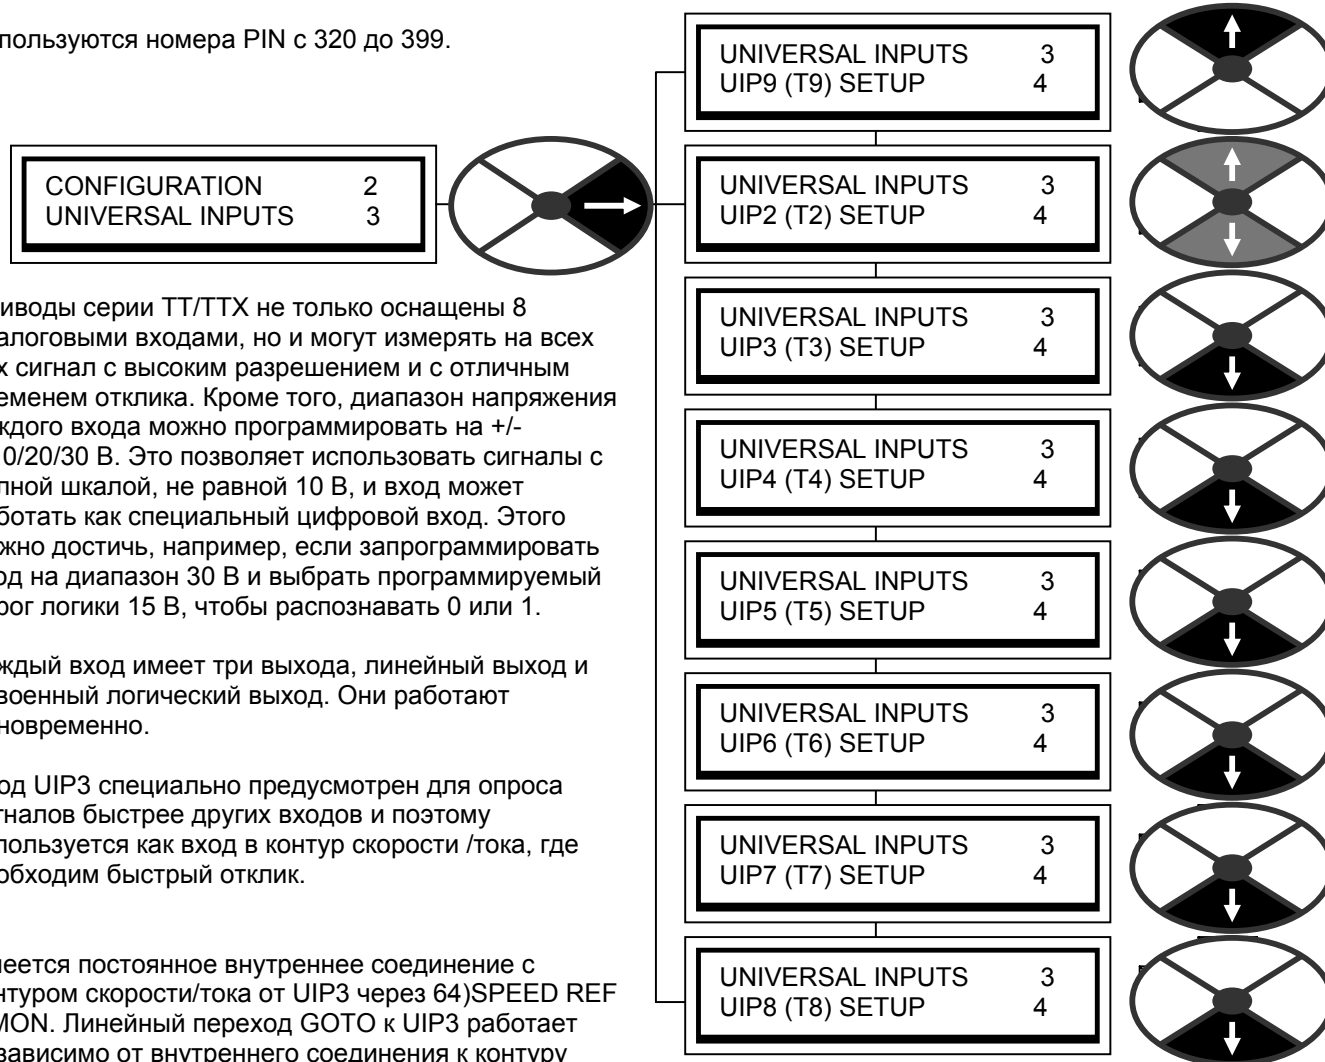 пользуются номера PIN с 320 до 399.
CONFIGURATION 2
UNIVERSAL INPUTS 3
иводы серии TT/TTX не только оснащены 8
алоговыми входами, но и могут измерять на всех
х сигнал с высоким разрешением и с отличным
еменем отклика. Кроме того, диапазон напряжения
ждого входа можно программировать на +/-
10/20/30 В. Это позволяет использовать сигналы с
лной шкалой, не равной 10 В, и вход может
ботать как специальный цифровой вход. Этого
жно достичь, например, если запрограммировать
од на диапазон 30 В и выбрать программируемый
рог логики 15 В, чтобы распознавать 0 или 1.
ждый вход имеет три выхода, линейный выход и
военный логический выход. Они работают
новременно.
од UIP3 специально предусмотрен для опроса
гналов быстрее других входов и поэтому
пользуется как вход в контур скорости /тока, где
обходим быстрый отклик.
еется постоянное внутреннее соединение с
нтуром скорости/тока от UIP3 через 64)SPEED REF
MON. Линейный переход GOTO к UIP3 работает
зависимо от внутреннего соединения к контуру
UNIVERSAL INPUTS 3
UIP9 (T9) SETUP 4
UNIVERSAL INPUTS 3
UIP2 (T2) SETUP 4
UNIVERSAL INPUTS 3
UIP3 (T3) SETUP 4
UNIVERSAL INPUTS 3
UIP4 (T4) SETUP 4
UNIVERSAL INPUTS 3
UIP5 (T5) SETUP 4
UNIVERSAL INPUTS 3
UIP6 (T6) SETUP 4
UNIVERSAL INPUTS 3
UIP7 (T7) SETUP 4
UNIVERSAL INPUTS 3
UIP8 (T8) SETUP 4